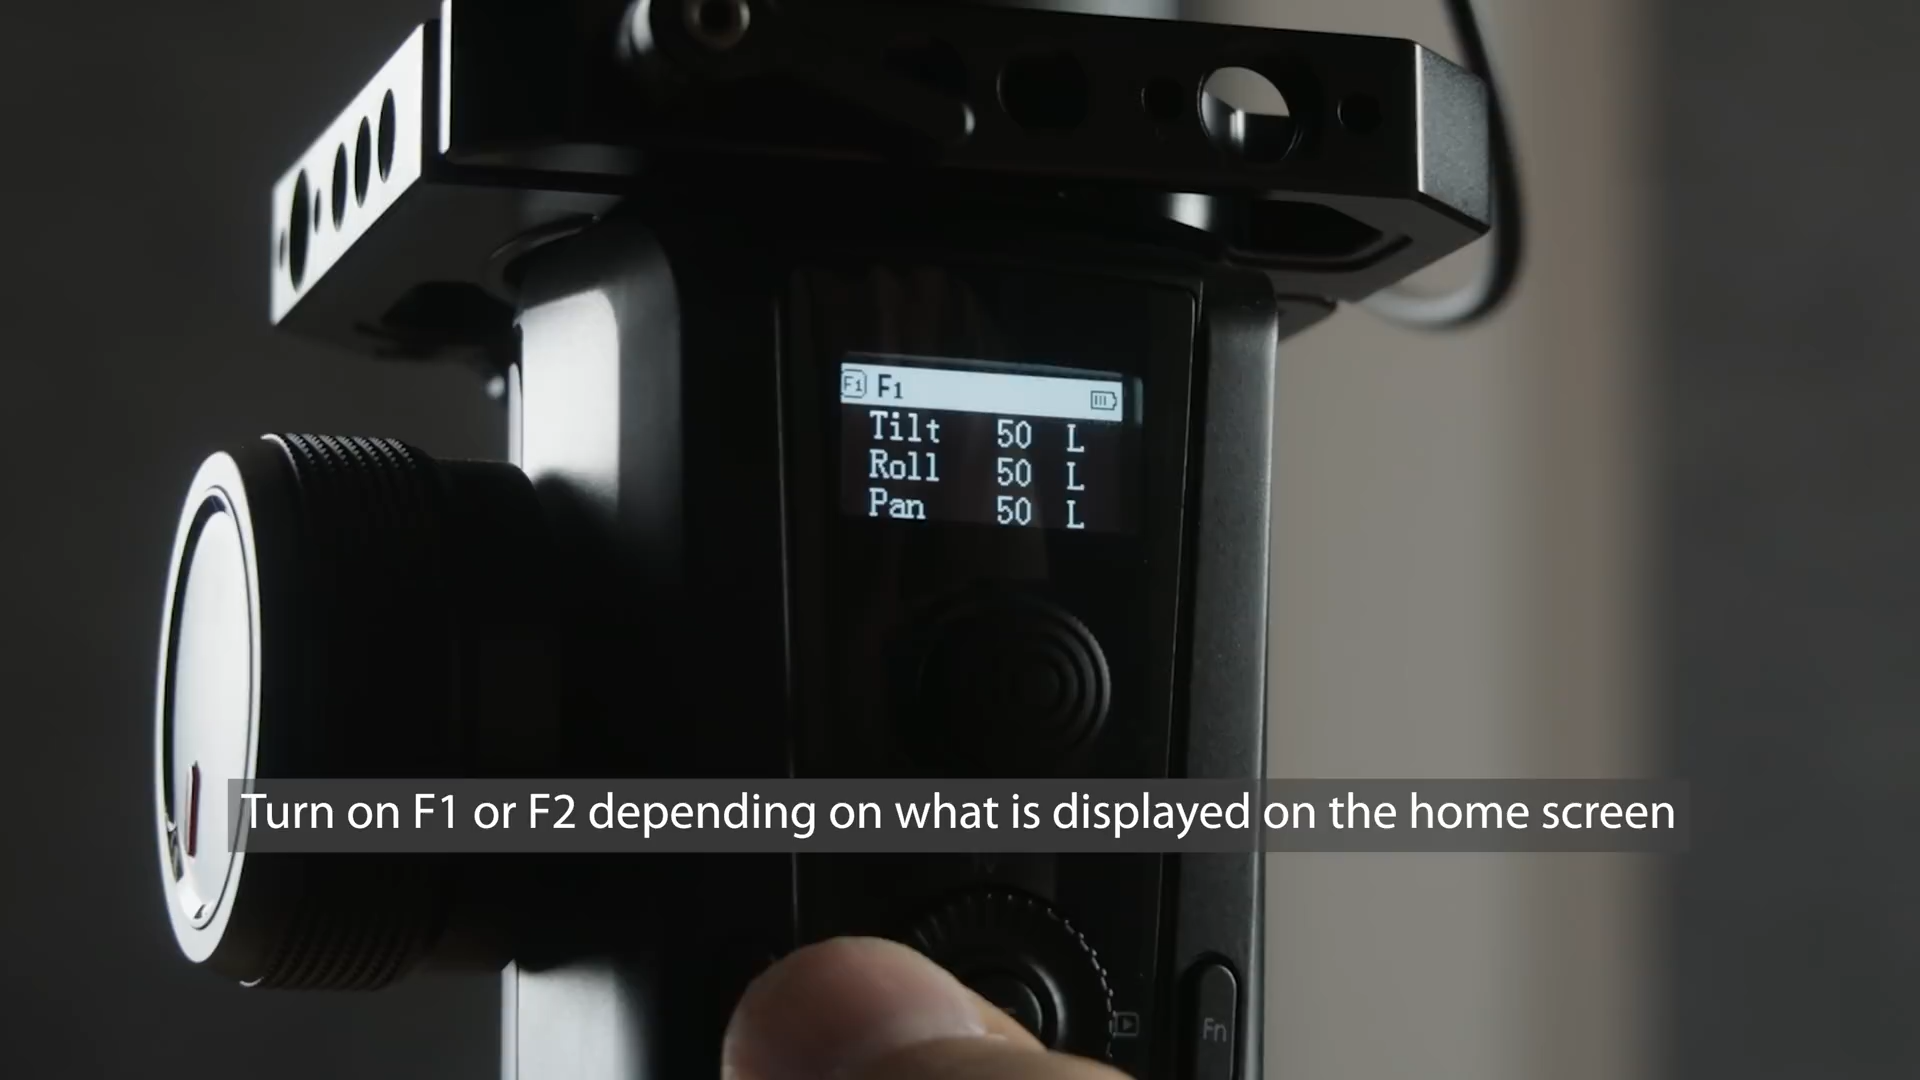 F1 F1
Tilt 50 L
Roll 50 L
Pan 50 L
Turn on F1 or F2 depending on what is displayed on the home screen
Fn